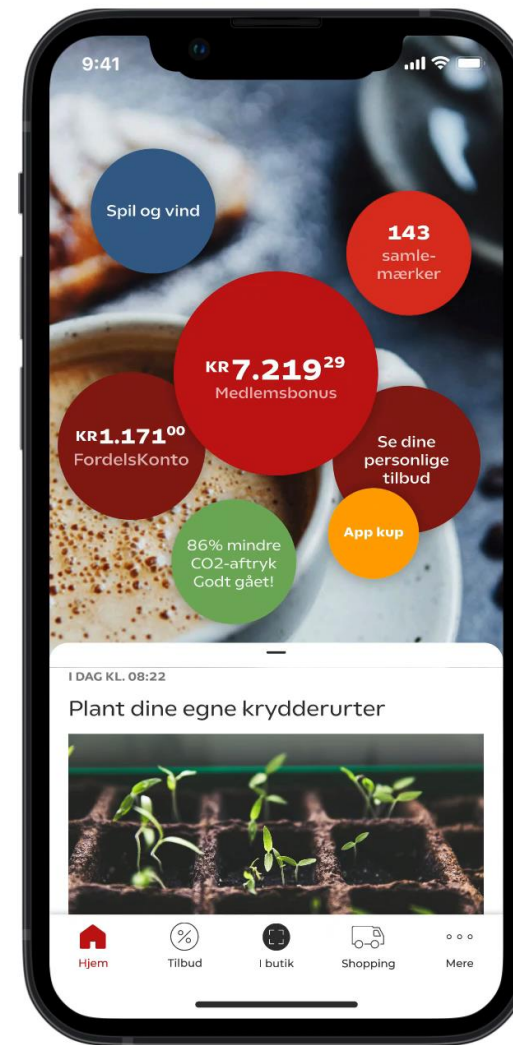 9:41
Spil og vind
143
samle-
mærker
KR7.219²⁹
Medlemsbonus
KR1.171⁰⁰
FordelsKonto
Se dine
personlige
tilbud
App kup
86% mindre
CO2-aftryk
Godt gået!
I DAG KL. 08:22
Plant dine egne krydderurter
Hjem
Tilbud
I butik
Shopping
Mere